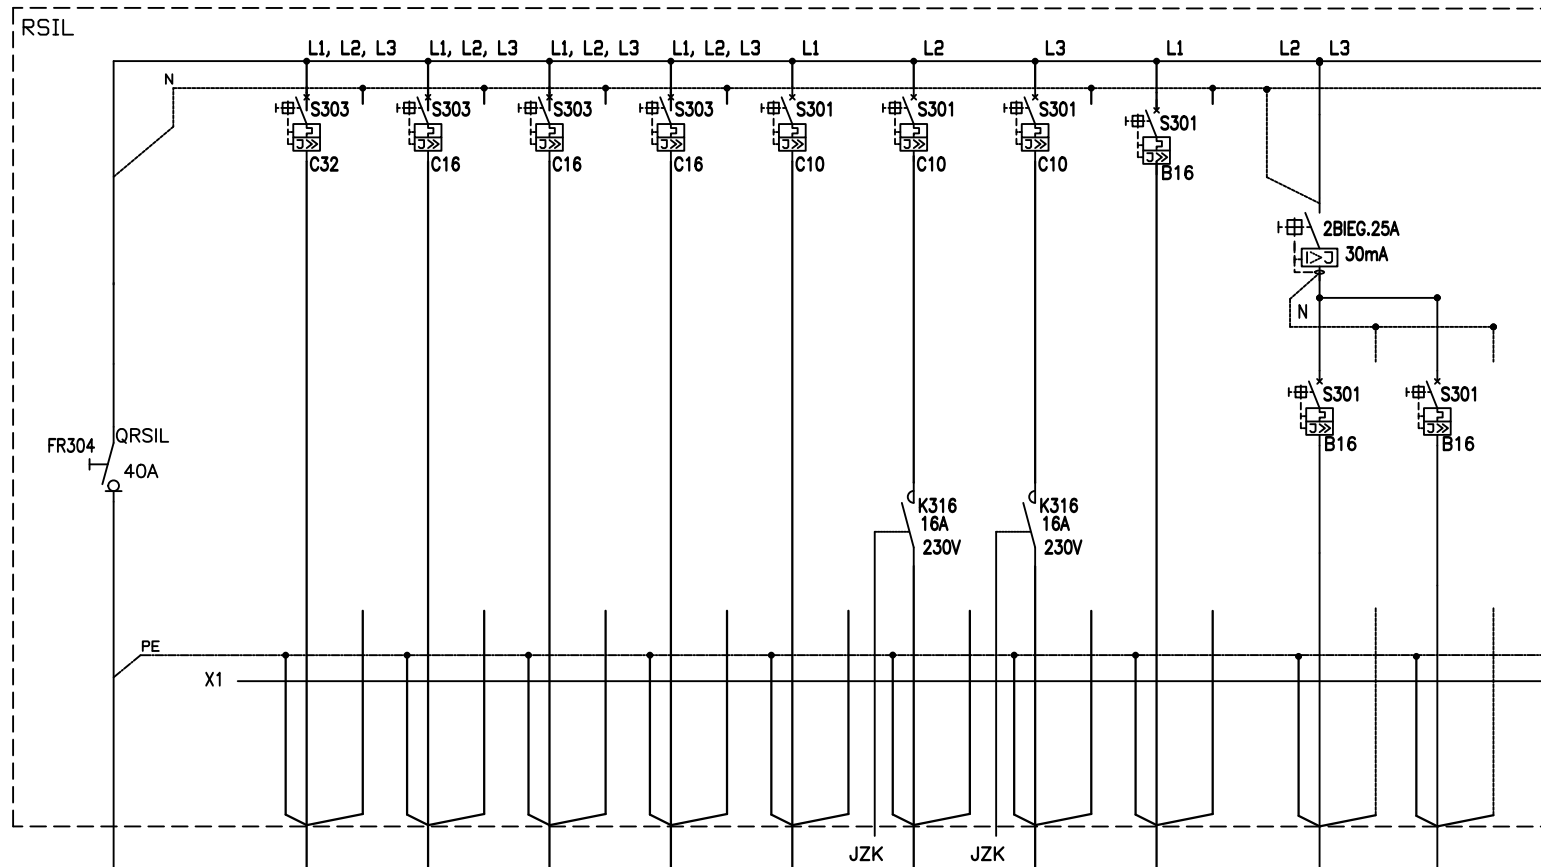 RSIL
L1, L2, L3 L1, L2, L3 L1, L2, L3 L1, L2, L3 L1 L2 L3 L1 L2 L3
N
S303 S303 S303 S303 S301 S301 S301 S301
J>> J>> J>> J>> J>> J>> J>> J>>
C32 C16 C16 C16 C10 C10 C10 B16
2BIEG.25A
I>J 30mA
N
S301 S301
J>> J>>
B16 B16
FR304 QRSIL
40A
K316 K316
16A 16A
230V 230V
PE
X1
JZK JZK